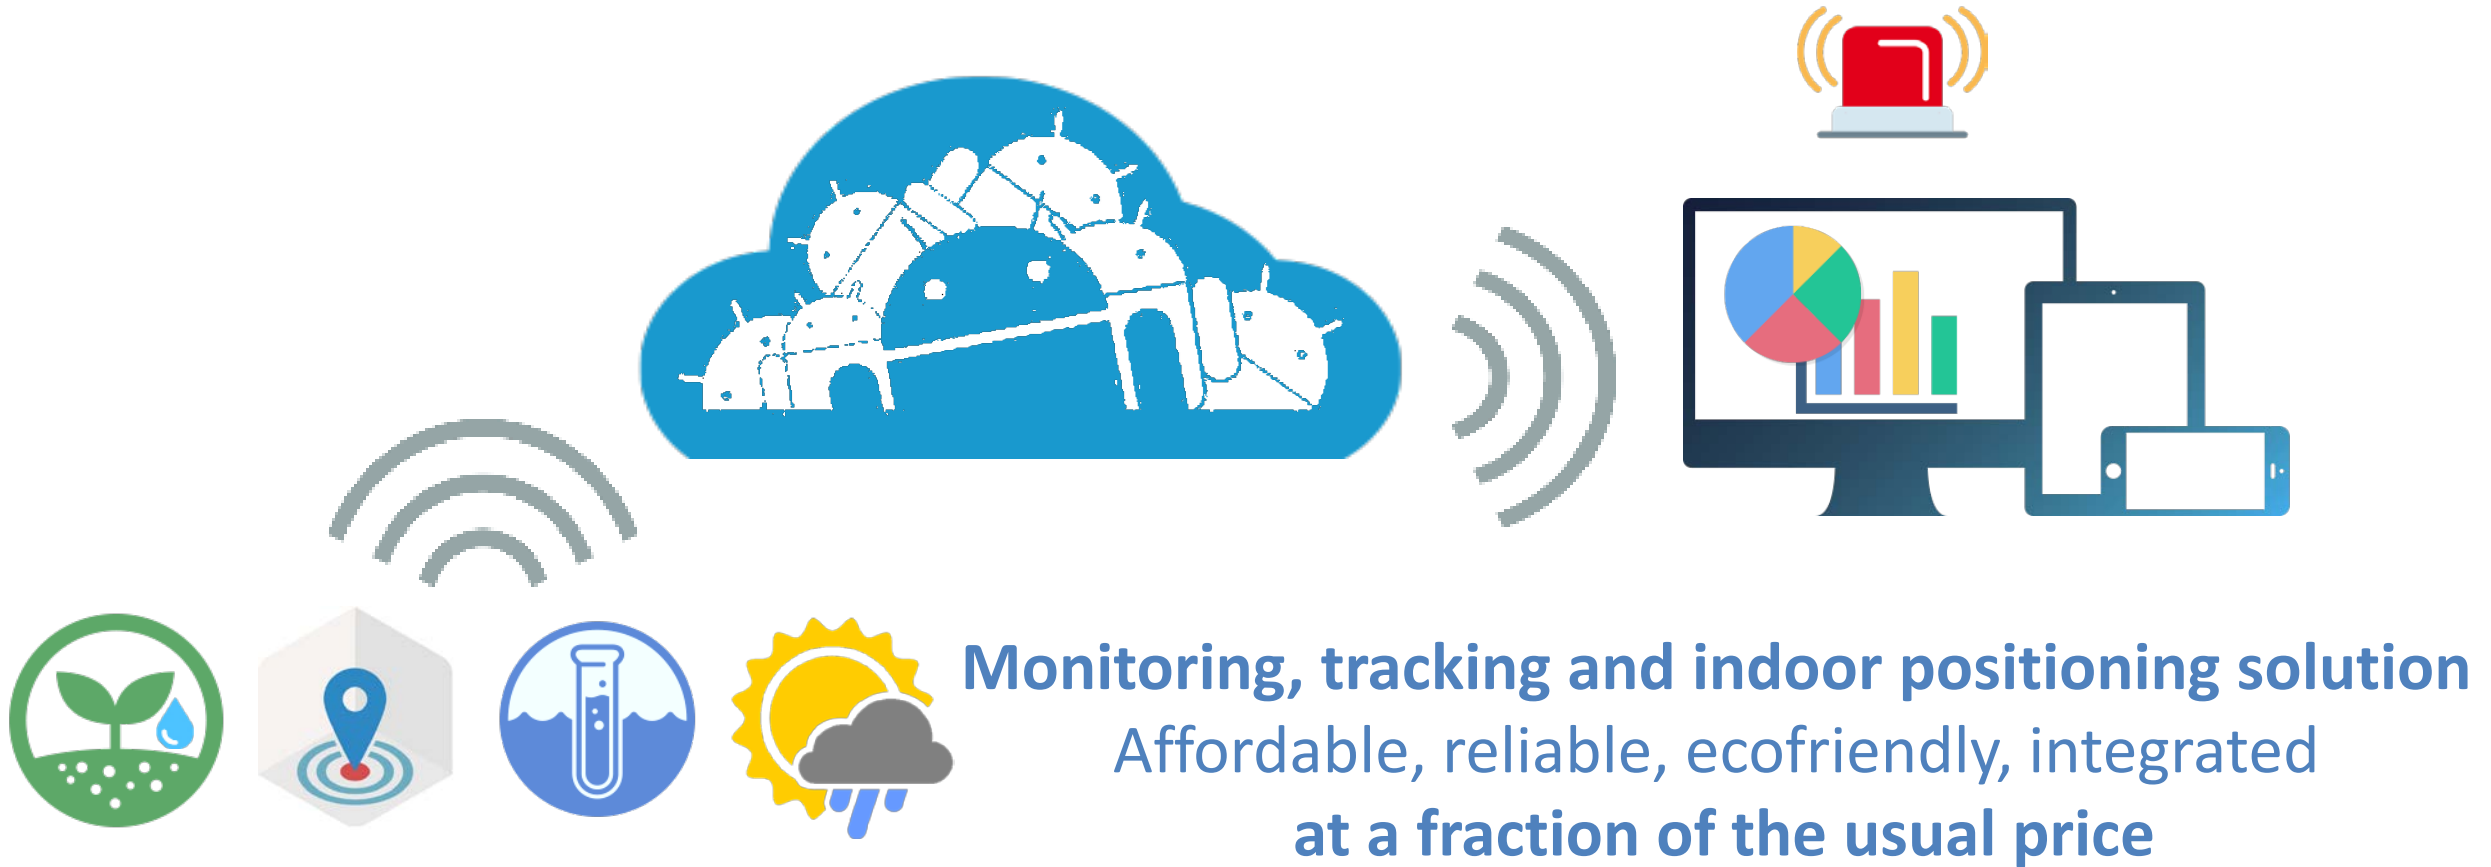 Monitoring, tracking and indoor positioning solution
Affordable, reliable, ecofriendly, integrated
at a fraction of the usual price